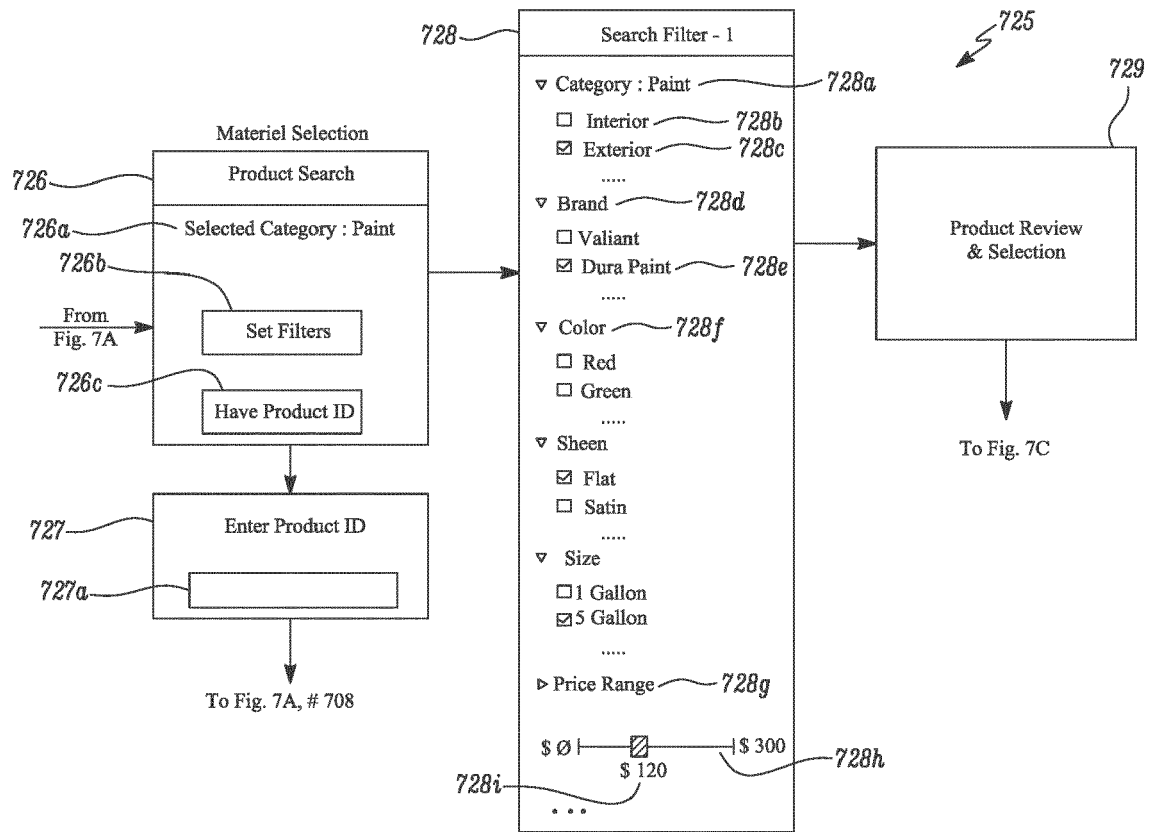 Materiel Selection
726
Product Search
726a
Selected Category : Paint
726b
From
Fig. 7A
Set Filters
726c
Have Product ID
727
Enter Product ID
727a
To Fig. 7A, # 708
728
Search Filter - 1
Category : Paint
728a
Interior
728b
Exterior
728c
.....
Brand
728d
Valiant
Dura Paint
728e
.....
Color
728f
Red
Green
.....
Sheen
Flat
Satin
.....
Size
1 Gallon
5 Gallon
.....
Price Range
728g
$ Ø
$ 300
$ 120
728h
728i
...
725
729
Product Review
& Selection
To Fig. 7C